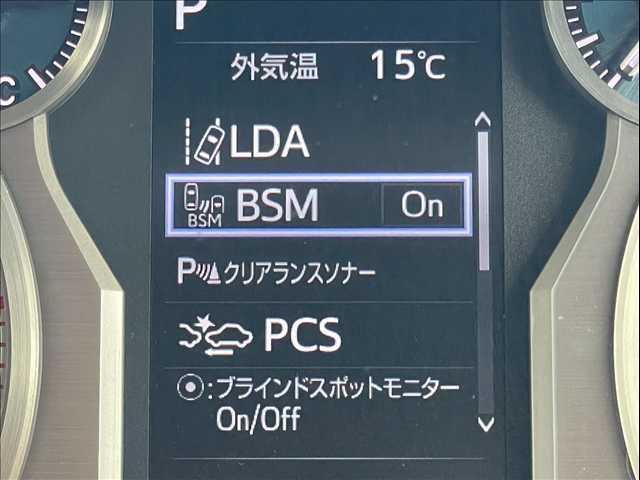 P
外気温 15℃
LDA
BSM BSM On
Pクリアランスソナー
PCS
:ブラインドスポットモニター
On/Off
C